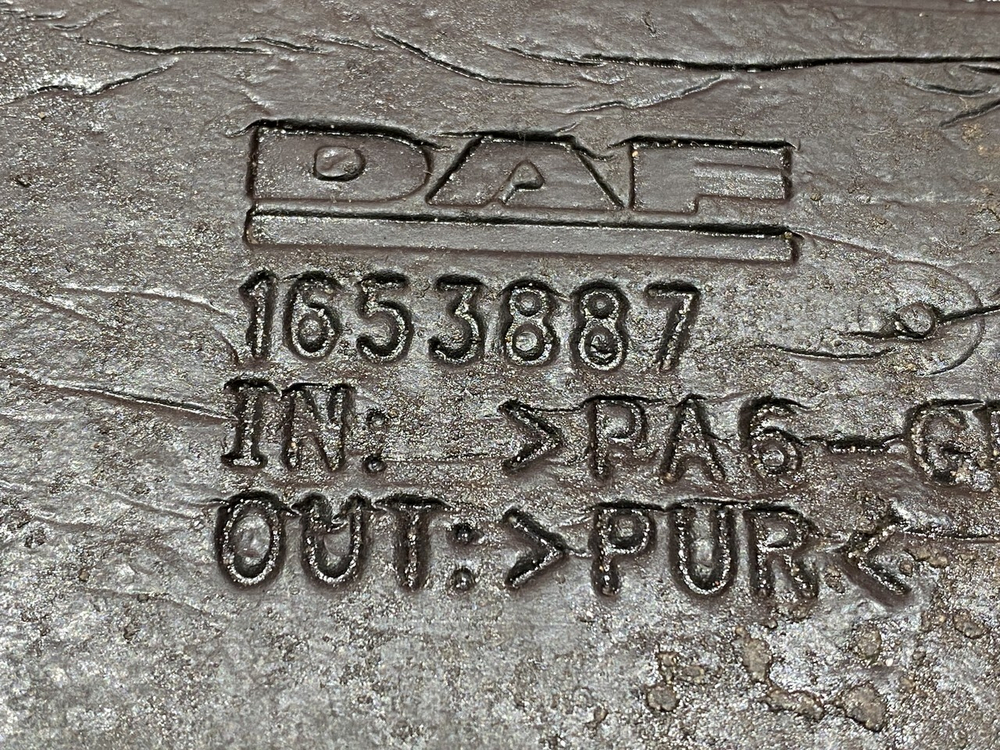 DAF
1653887
IN: >PA6-G
OUT:>PUR<